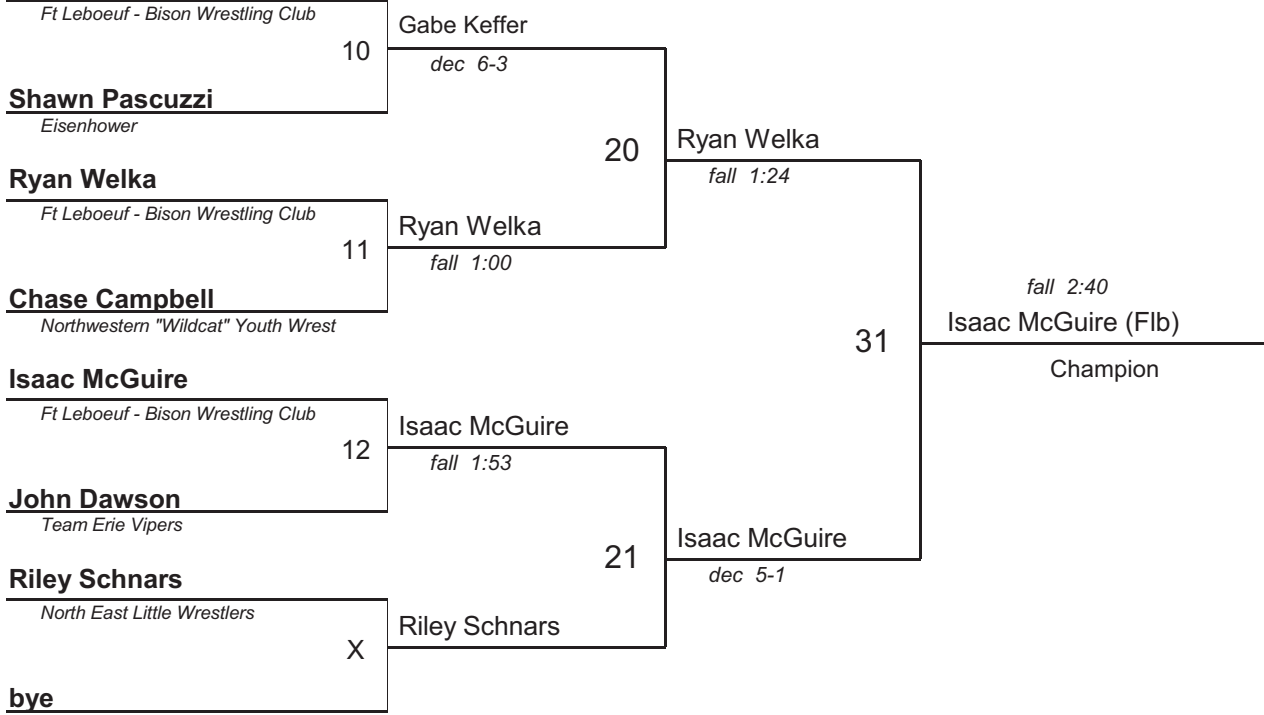 Ft Leboeuf - Bison Wrestling Club
10
Gabe Keffer
dec 6-3
Shawn Pascuzzi
Eisenhower
20
Ryan Welka
fall 1:24
Ryan Welka
Ft Leboeuf - Bison Wrestling Club
11
Ryan Welka
fall 1:00
Chase Campbell
Northwestern "Wildcat" Youth Wrest
31
fall 2:40
Isaac McGuire (Flb)
Champion
Isaac McGuire
Ft Leboeuf - Bison Wrestling Club
12
Isaac McGuire
fall 1:53
John Dawson
Team Erie Vipers
21
Isaac McGuire
dec 5-1
Riley Schnars
North East Little Wrestlers
X
Riley Schnars
bye